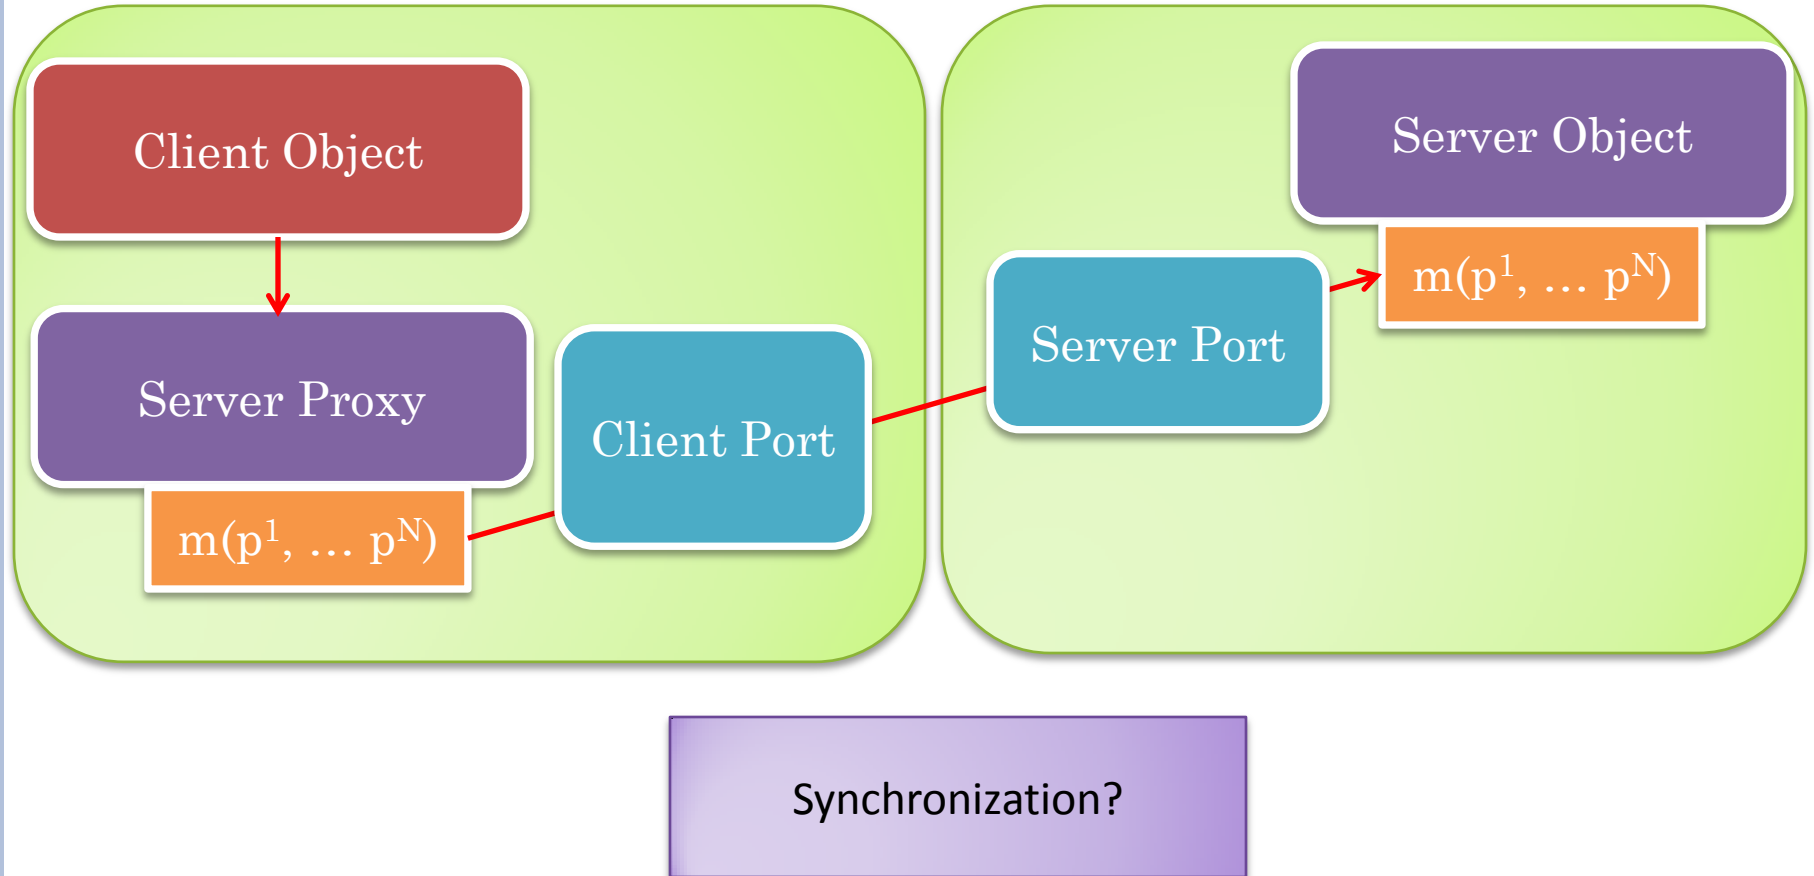 Client Object
Server Proxy
m(p¹, … pᴺ)
Client Port
Server Port
Server Object
m(p¹, … pᴺ)
Synchronization?